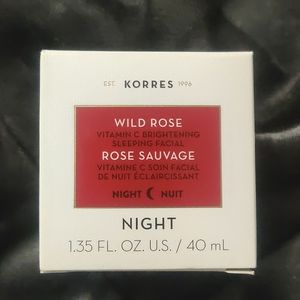 EST. KORRES 1996
WILD ROSE
VITAMIN C BRIGHTENING
SLEEPING FACIAL
ROSE SAUVAGE
VITAMINE C SOIN FACIAL
DE NUIT ÉCLAIRCISSANT
NIGHT NUIT
NIGHT
1.35 FL. OZ. U.S. / 40 mL